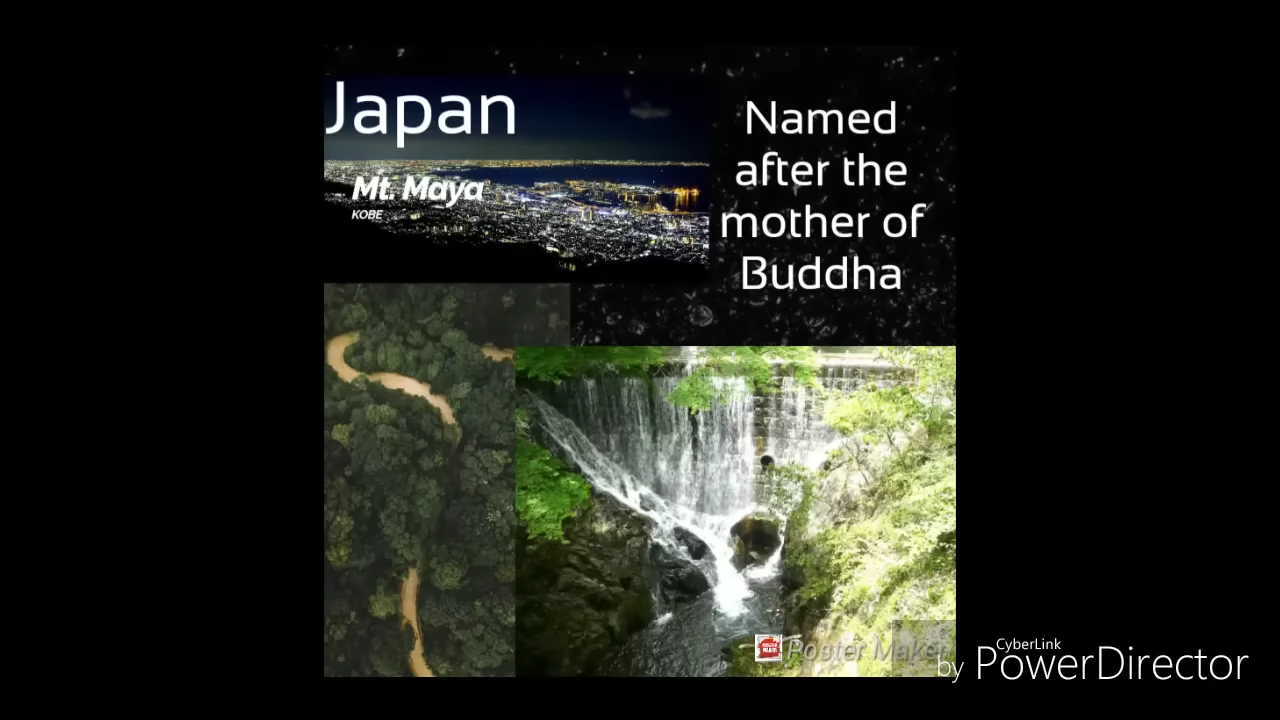 Japan
Mt. Maya
KOBE
Named
after the
mother of
Buddha
Poster Maker
CyberLink
by PowerDirector